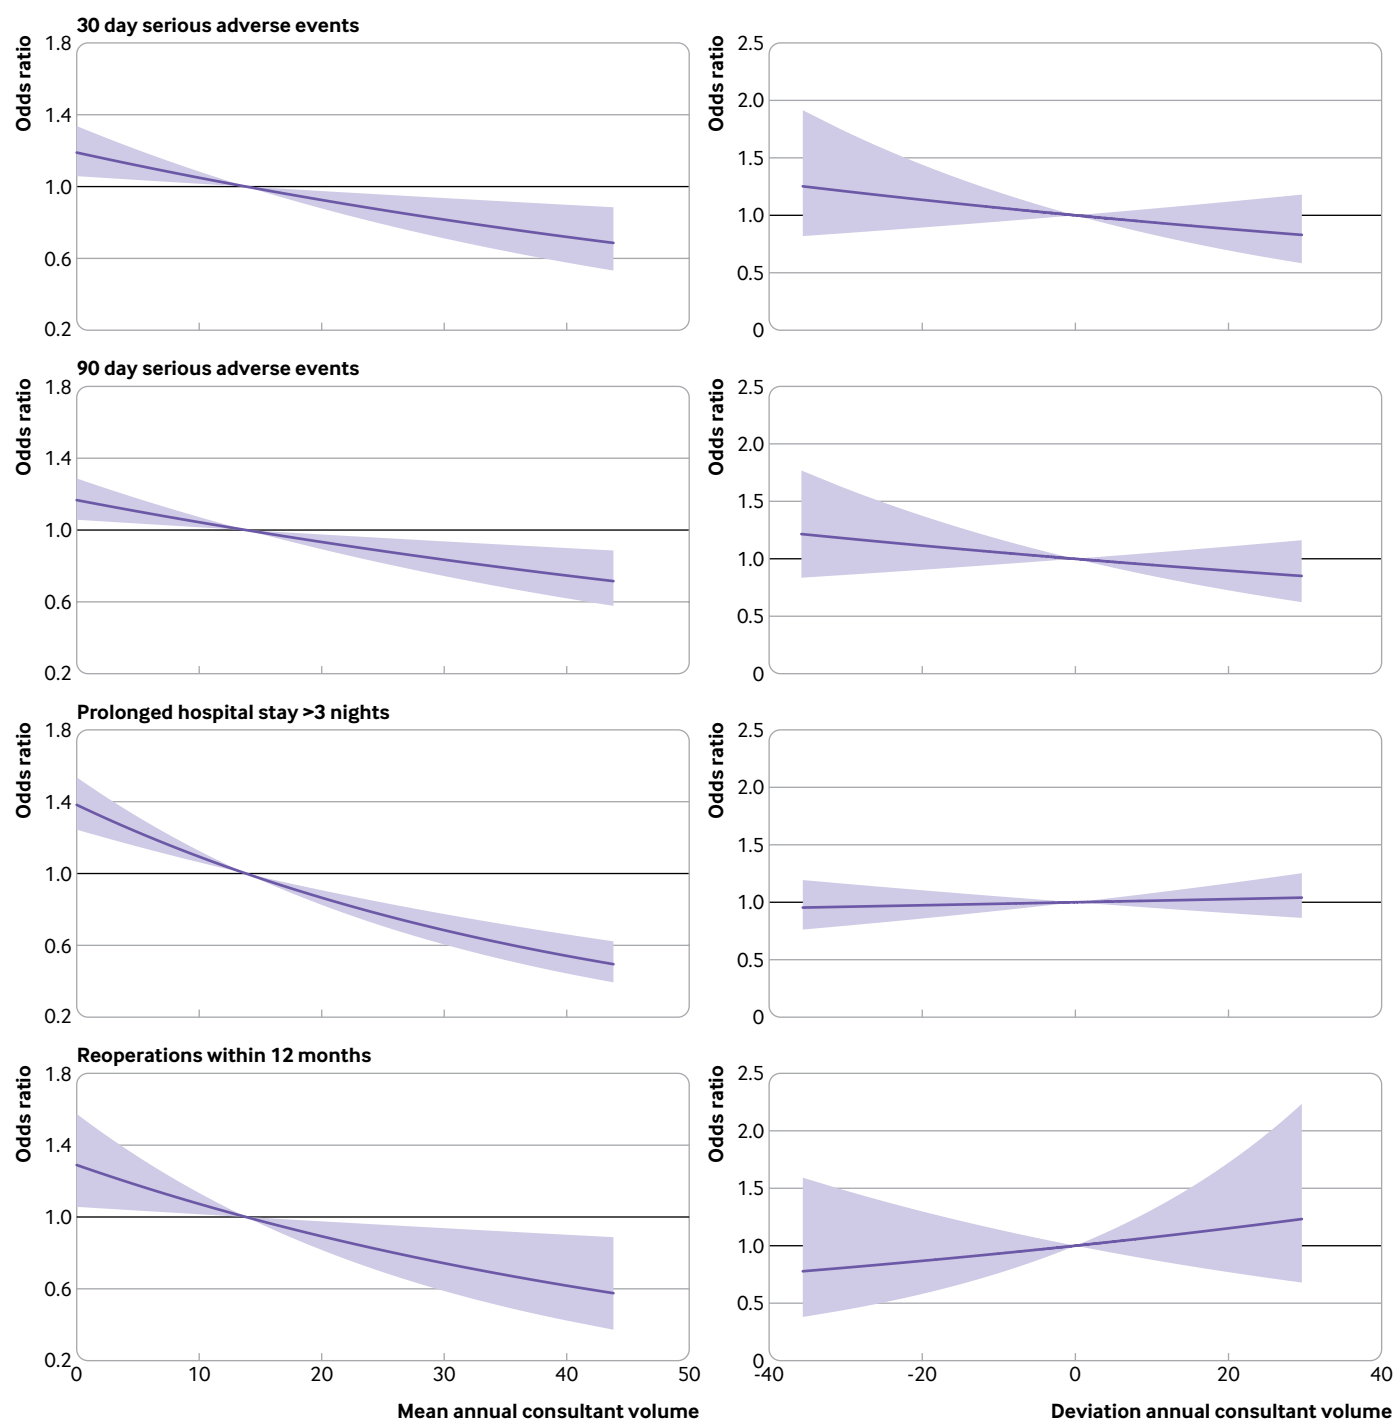 30 day serious adverse events
Odds ratio
1.8
1.4
1.0
0.6
0.2
Odds ratio
2.5
2.0
1.5
1.0
0.5
0
90 day serious adverse events
Odds ratio
1.8
1.4
1.0
0.6
0.2
Odds ratio
2.5
2.0
1.5
1.0
0.5
0
Prolonged hospital stay >3 nights
Odds ratio
1.8
1.4
1.0
0.6
0.2
Odds ratio
2.5
2.0
1.5
1.0
0.5
0
Reoperations within 12 months
Odds ratio
1.8
1.4
1.0
0.6
0.2
0 10 20 30 40 50
Mean annual consultant volume
Odds ratio
2.5
2.0
1.5
1.0
0.5
0
-40 -20 0 20 40
Deviation annual consultant volume